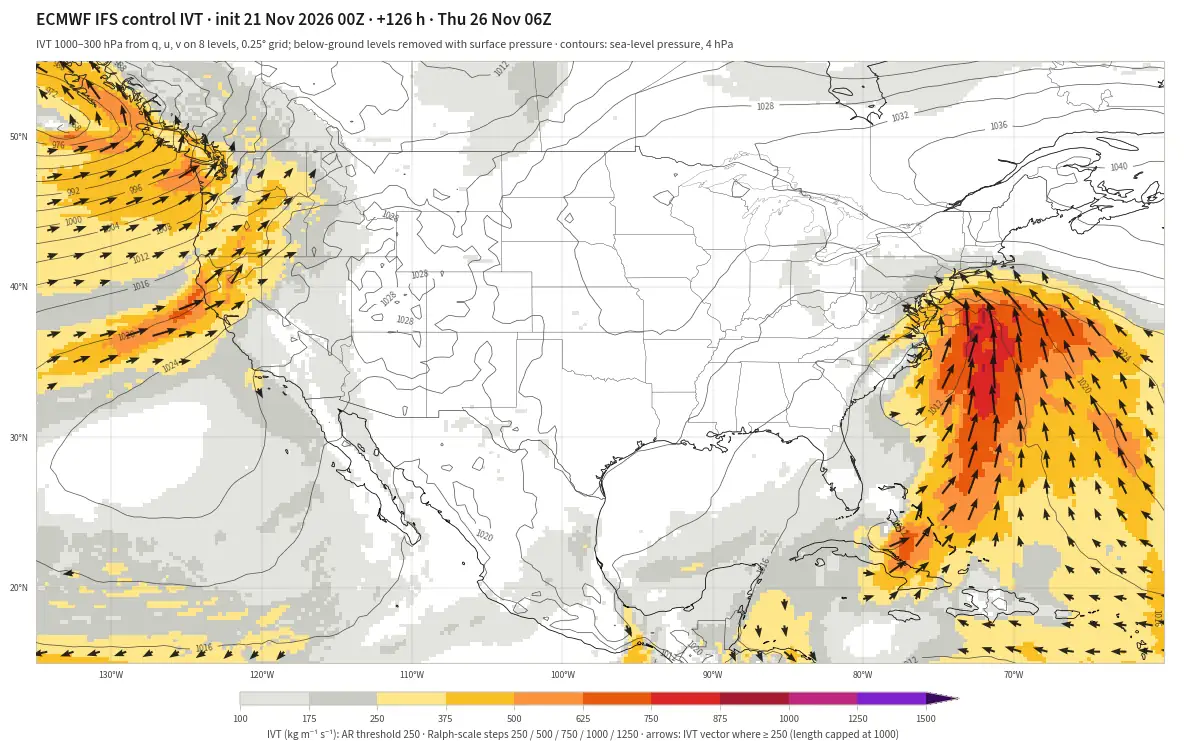 ECMWF IFS control IVT · init 21 Nov 2026 00Z · +126 h · Thu 26 Nov 06Z
IVT 1000–300 hPa from q, u, v on 8 levels, 0.25° grid; below-ground levels removed with surface pressure · contours: sea-level pressure, 4 hPa
1012
1028
1032
1036
1040
50°N
976
992
996
1000
1012
1016
1028
1028
1028
40°N
1024
1020
1012
30°N
1020
1016
20°N
1016
1020
130°W
120°W
110°W
100°W
90°W
80°W
70°W
100
175
250
375
500
625
750
875
1000
1250
1500
IVT (kg m⁻¹ s⁻¹): AR threshold 250 · Ralph-scale steps 250 / 500 / 750 / 1000 / 1250 · arrows: IVT vector where ≥ 250 (length capped at 1000)